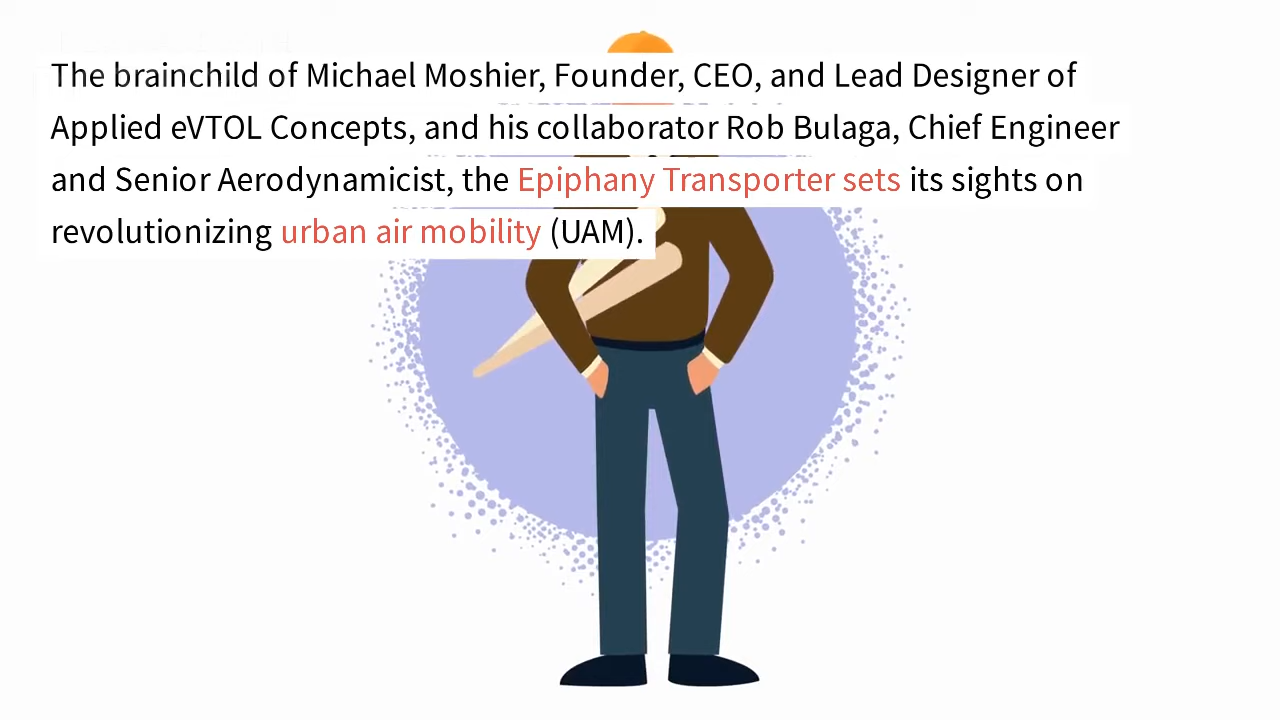 The brainchild of Michael Moshier, Founder, CEO, and Lead Designer of
Applied eVTOL Concepts, and his collaborator Rob Bulaga, Chief Engineer
and Senior Aerodynamicist, the Epiphany Transporter sets its sights on
revolutionizing urban air mobility (UAM).